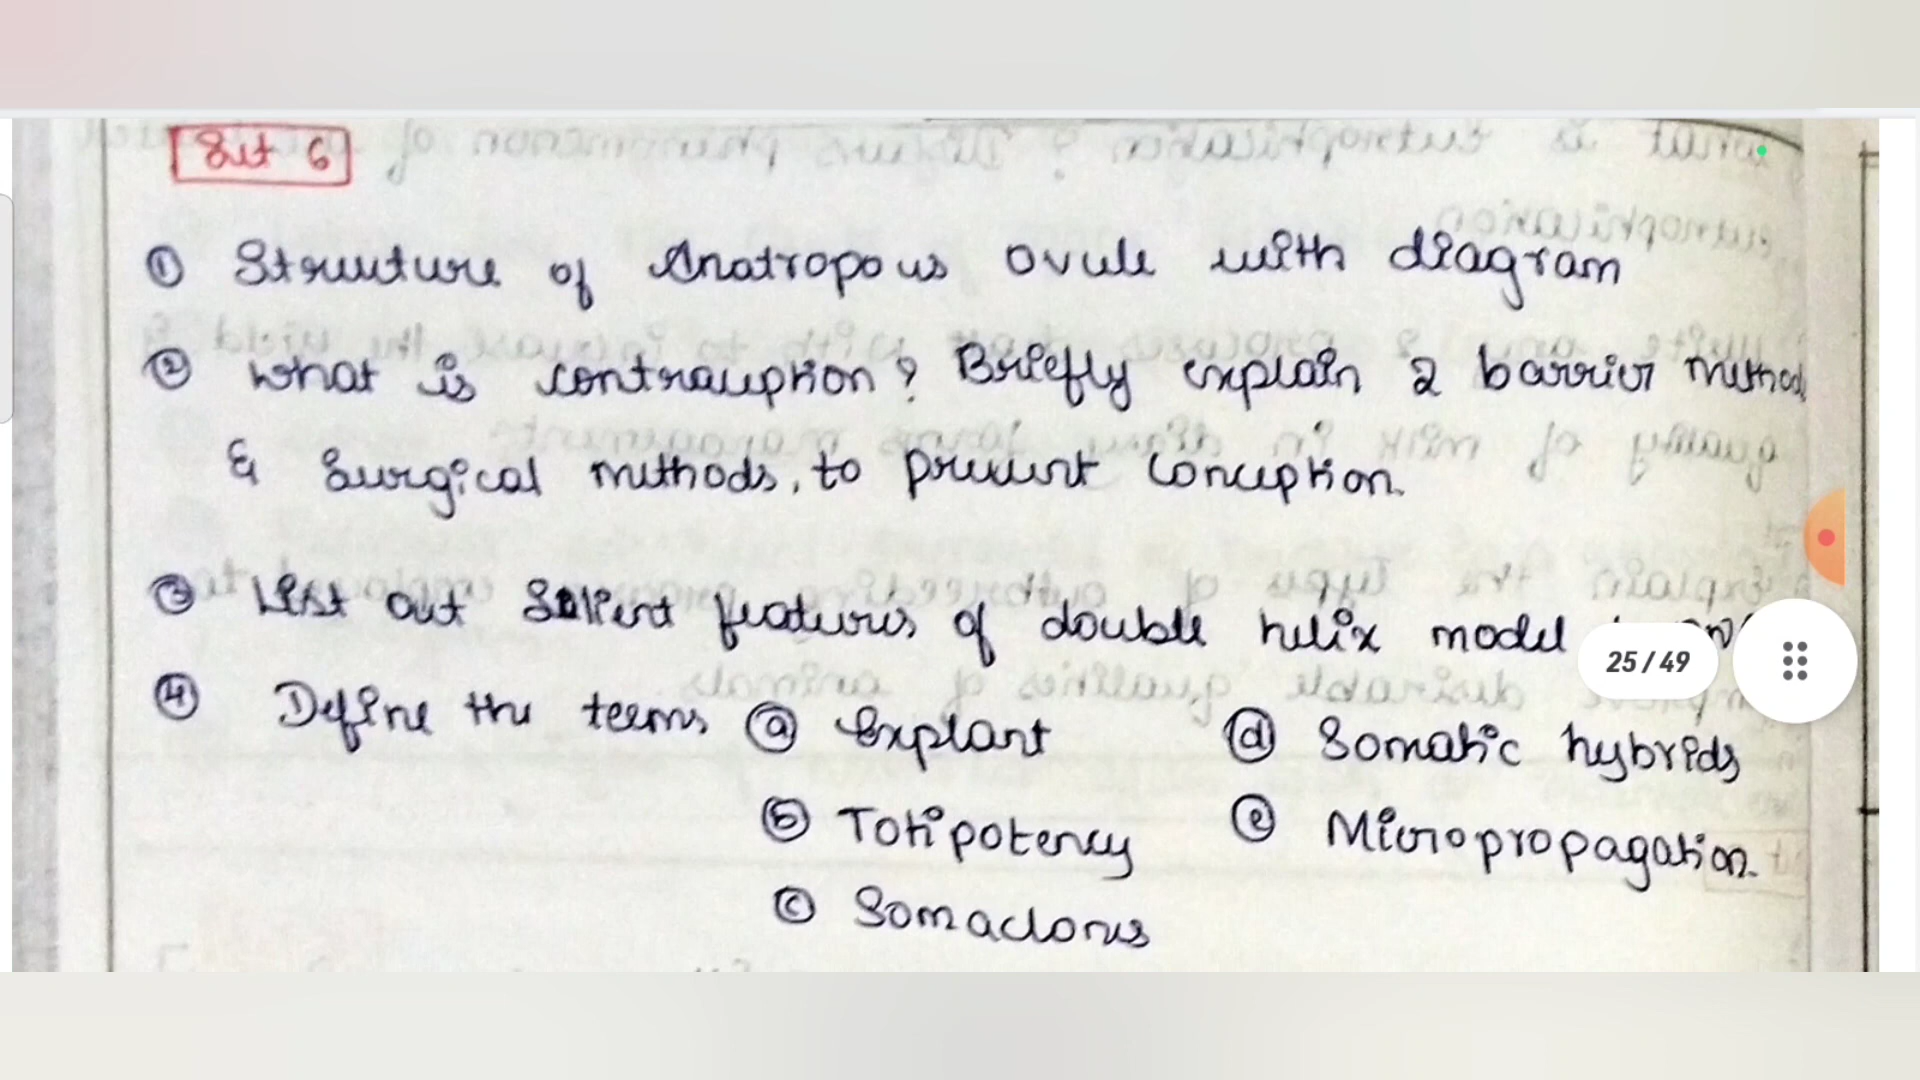 Set 6
① Structure of Anatropous ovule with diagram
② What is contraception? Briefly explain 2 barrier method
& Surgical methods, to prevent conception.
③ List out Salient features of double helix model
25 / 49
④ Define the terms ⓐ Explant ⓓ Somatic hybrids
ⓑ Totipotency ⓔ Micropropagation.
ⓒ Somaclones